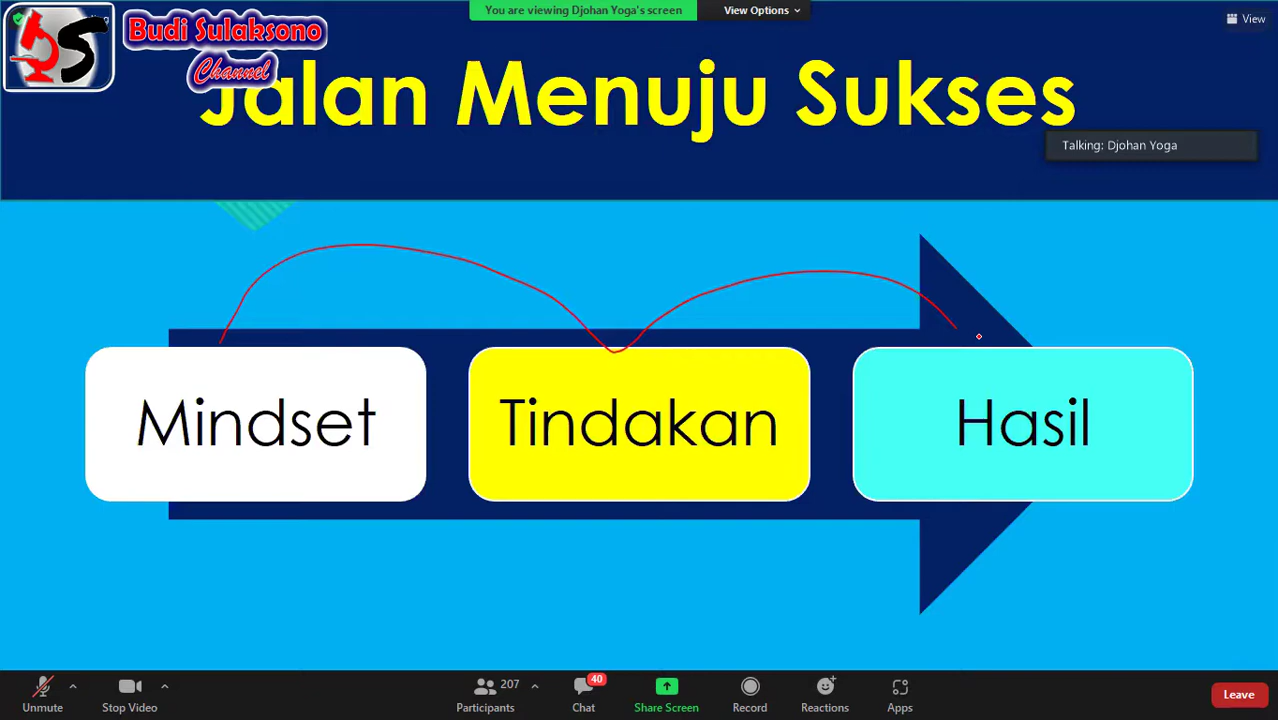 You are viewing Djohan Yoga's screen
View Options
View
Budi Sulaksono
Channel
Jalan Menuju Sukses
Talking: Djohan Yoga
Mindset
Tindakan
Hasil
Unmute
Stop Video
207
Participants
40
Chat
Share Screen
Record
Reactions
Apps
Leave